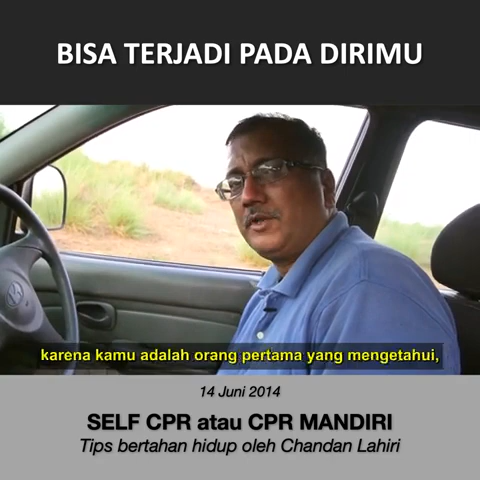 BISA TERJADI PADA DIRIMU
karena kamu adalah orang pertama yang mengetahui,
14 Juni 2014
SELF CPR atau CPR MANDIRI
Tips bertahan hidup oleh Chandan Lahiri